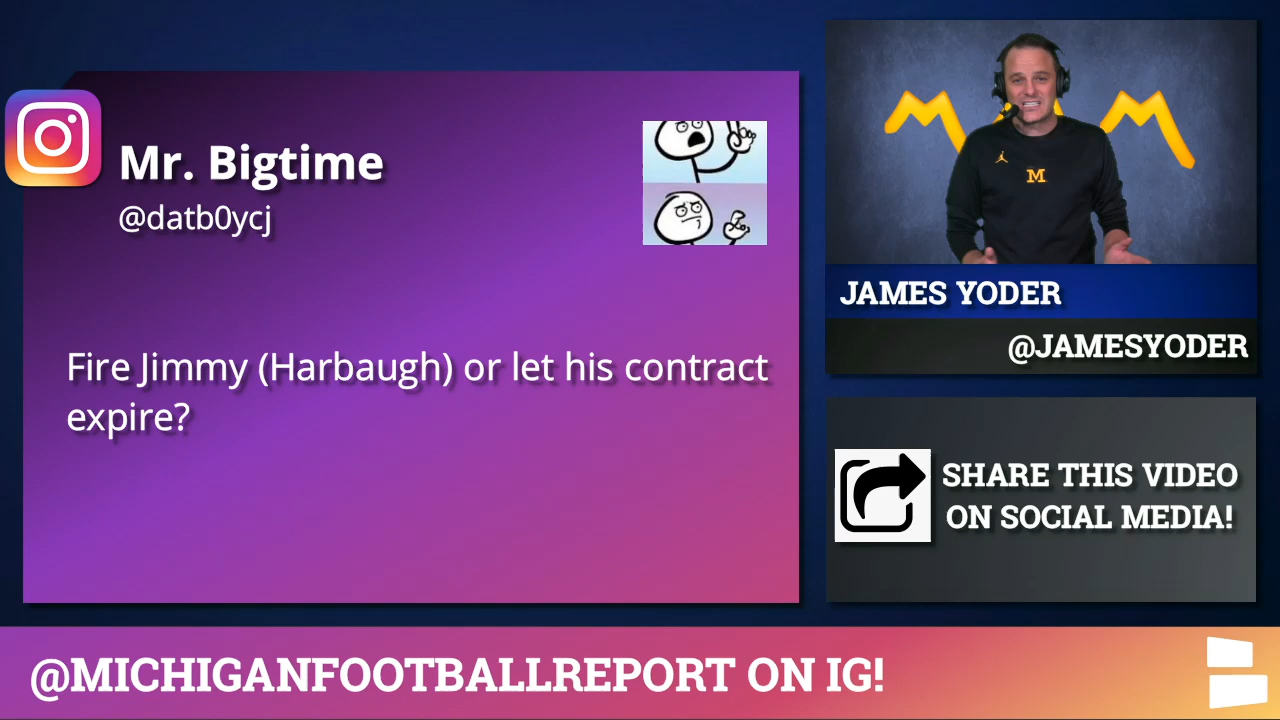 Mr. Bigtime
@datb0ycj
Fire Jimmy (Harbaugh) or let his contract
expire?
M
JAMES YODER
@JAMESYODER
SHARE THIS VIDEO
ON SOCIAL MEDIA!
@MICHIGANFOOTBALLREPORT ON IG!